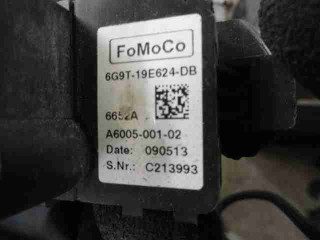 FoMoCo
6G9T-19E624-DB
6652A
A6005-001-02
Date: 090513
S.Nr.: C213993